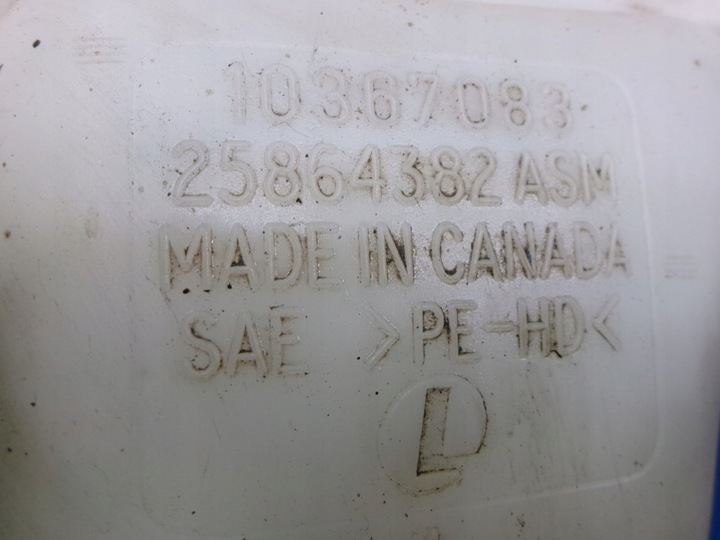 10367083
25864382 ASM
MADE IN CANADA
SAE >PE-HD<
L